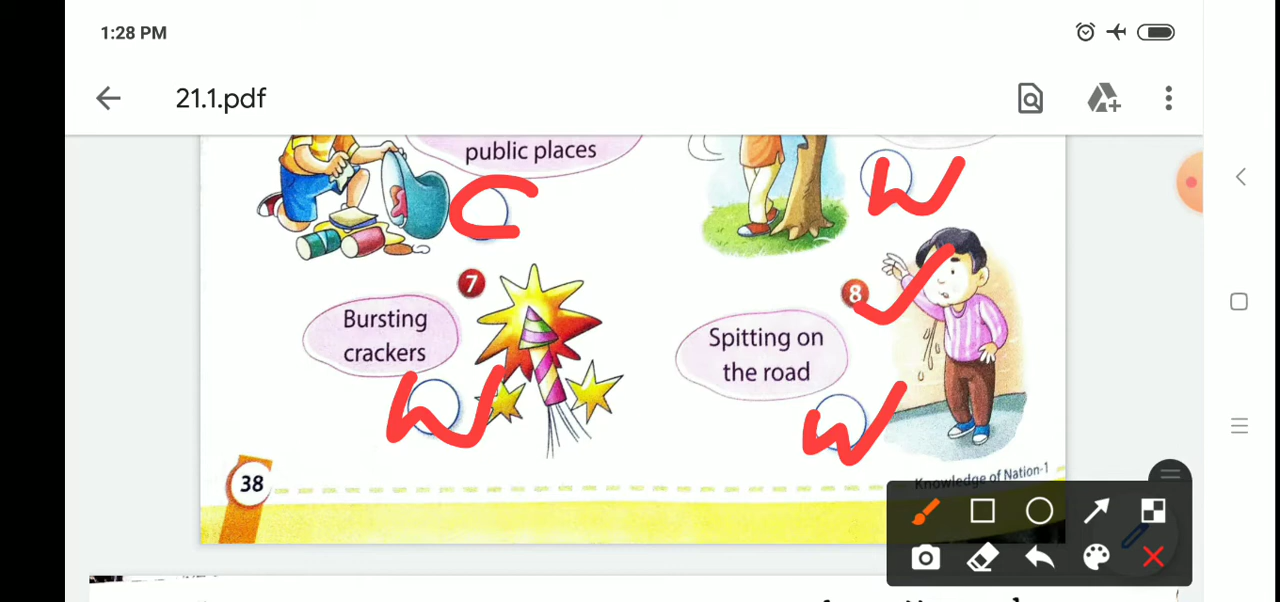 1:28 PM
21.1.pdf
public places
C
W
7
Bursting
crackers
W
8
Spitting on
the road
W
38
Knowledge of Nation-1